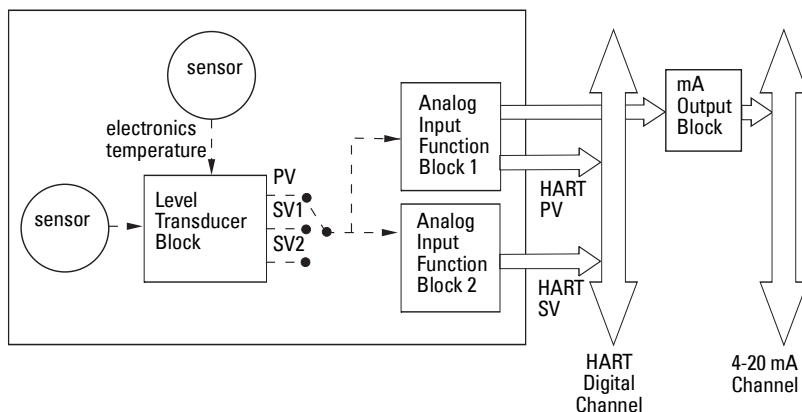 sensor
electronics
temperature
sensor
Level
Transducer
Block
PV
SV1
SV2
Analog
Input
Function
Block 1
Analog
Input
Function
Block 2
HART
PV
HART
SV
mA
Output
Block
HART
Digital
Channel
4-20 mA
Channel